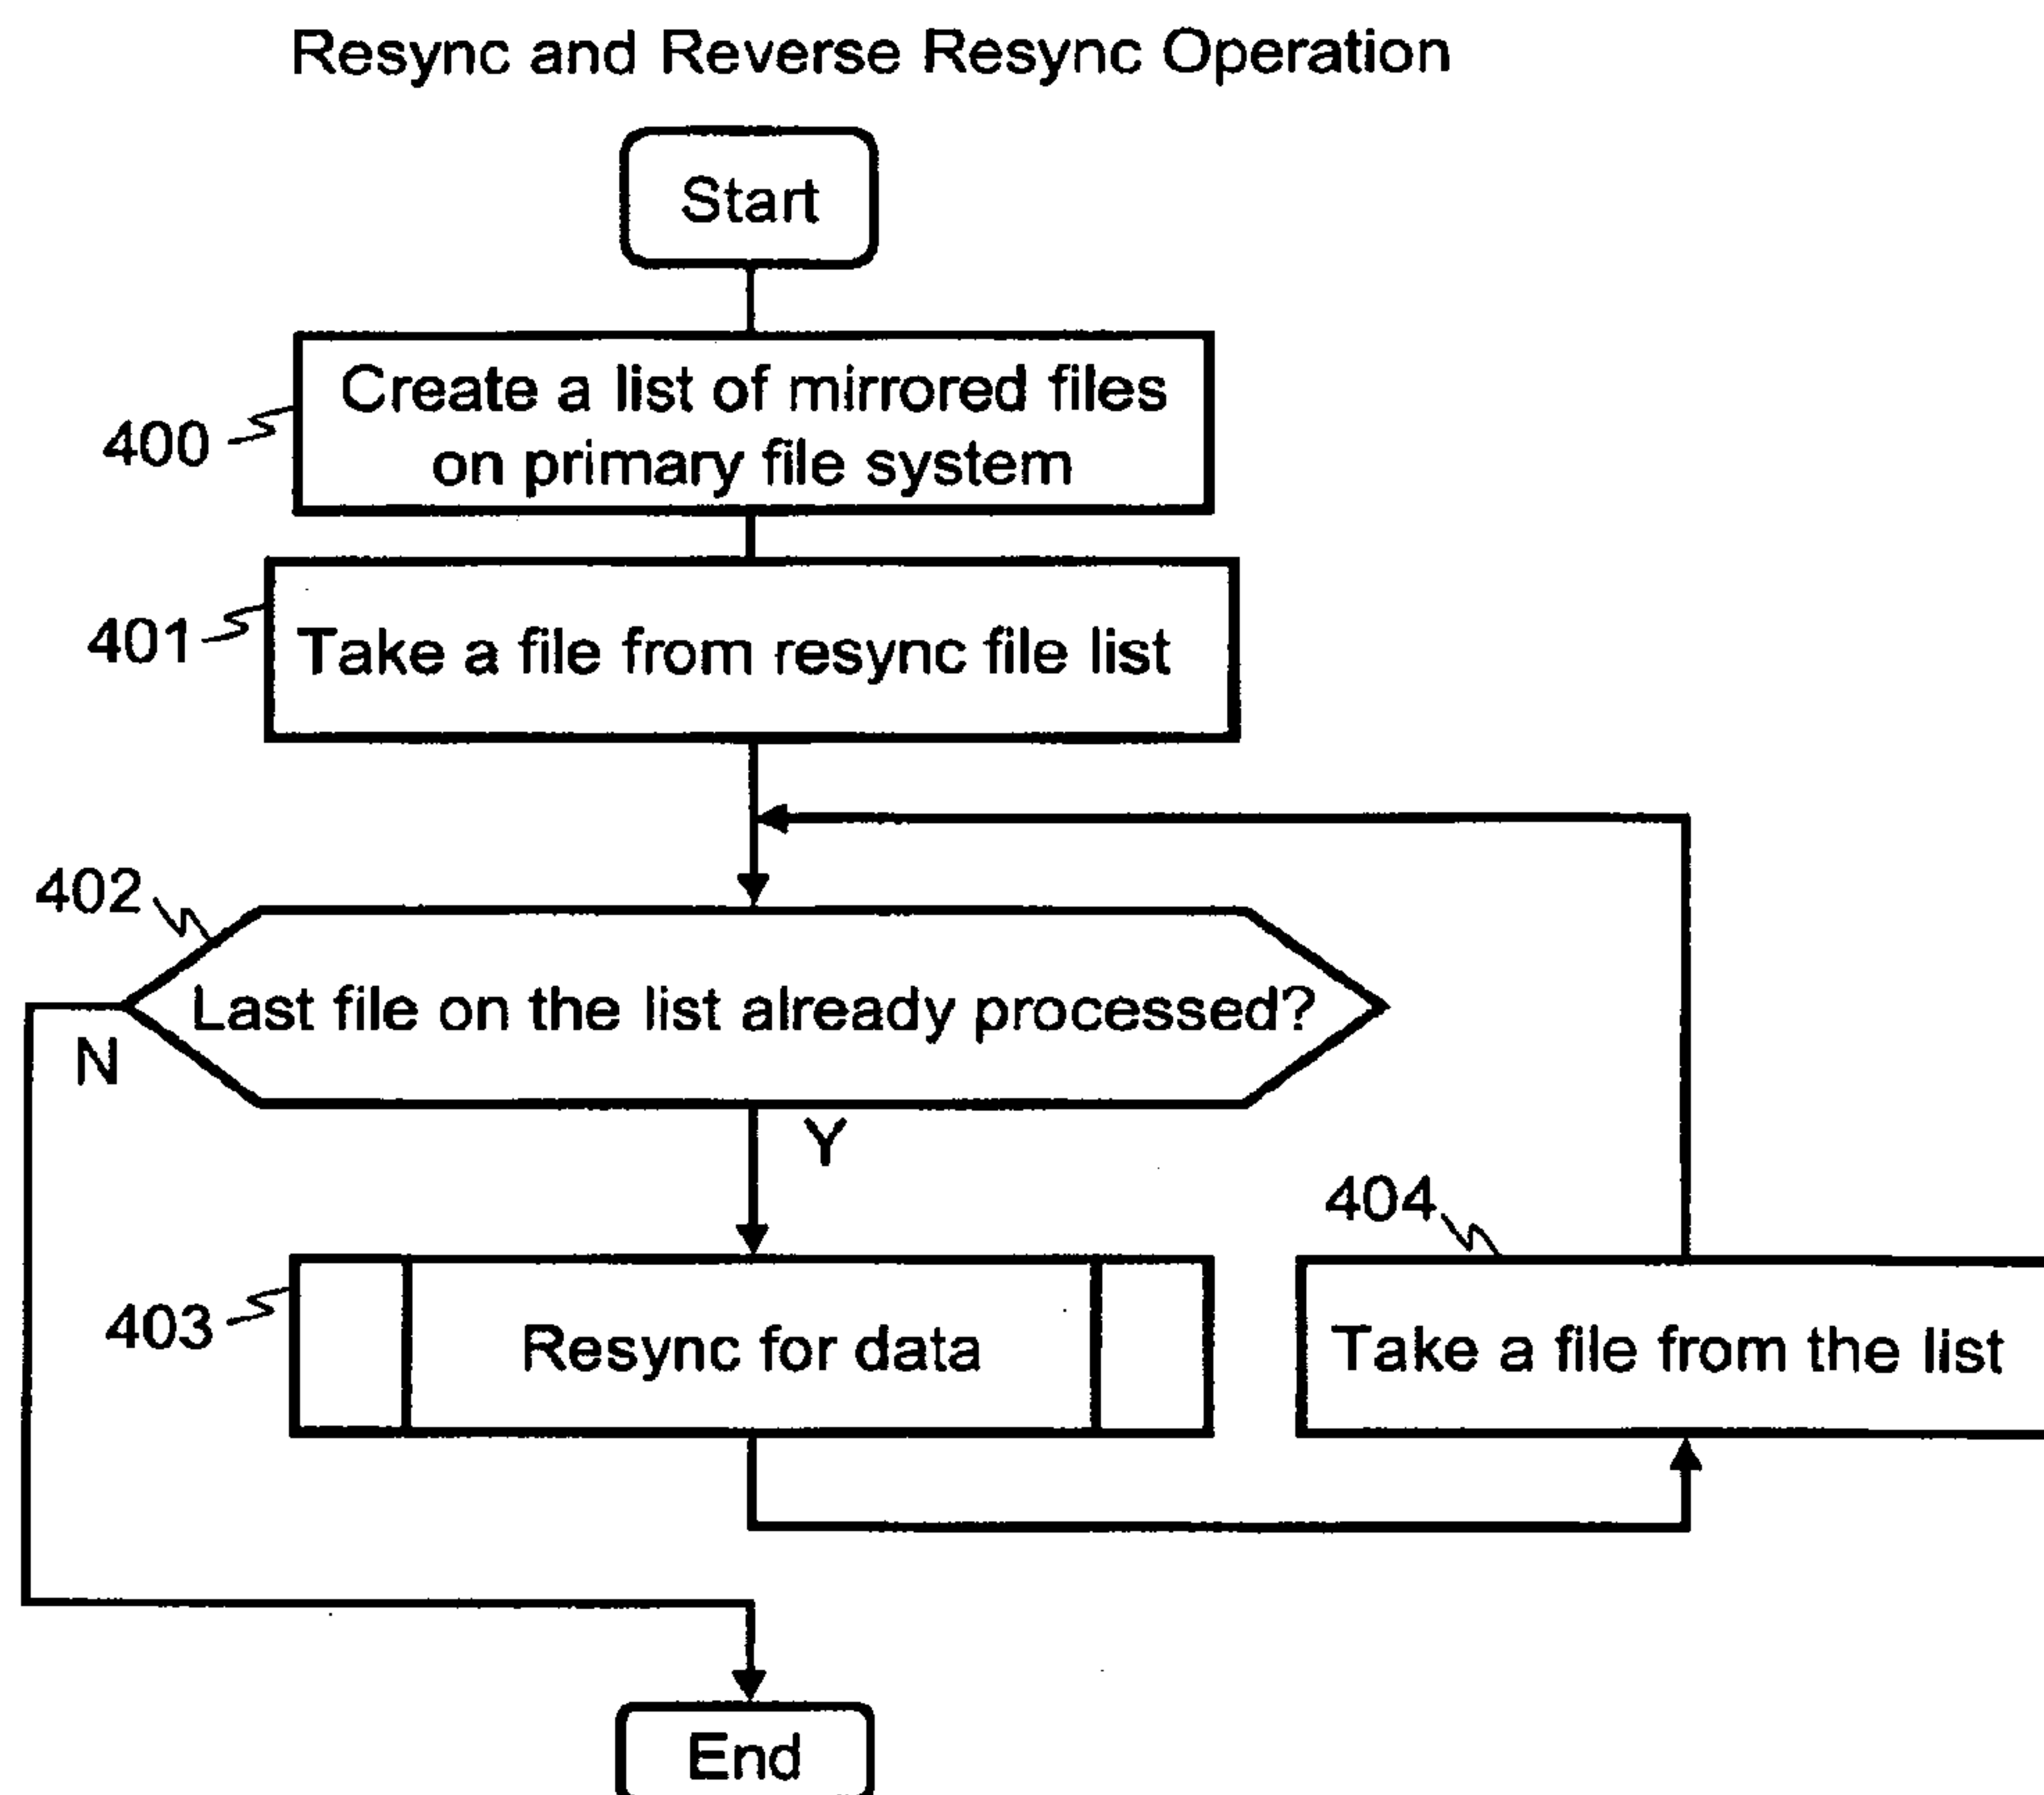 Resync and Reverse Resync Operation
Start
Create a list of mirrored files
on primary file system
400
Take a file from resync file list
401
402
Last file on the list already processed?
N
Y
404
403
Resync for data
Take a file from the list
End